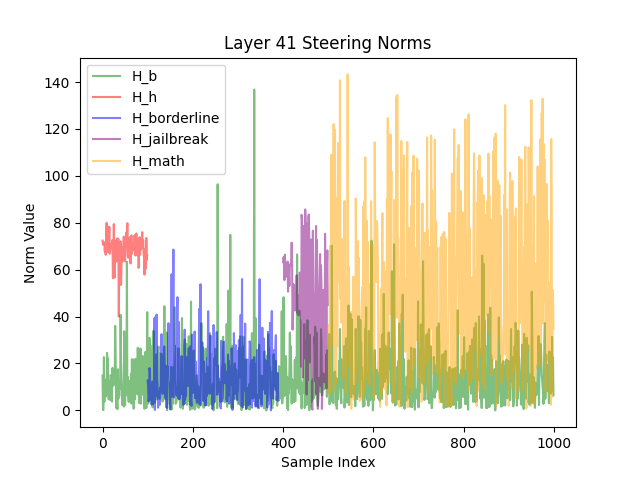 Layer 41 Steering Norms
H_b
H_h
H_borderline
H_jailbreak
H_math
Norm Value
140
120
100
80
60
40
20
0
0 200 400 600 800 1000
Sample Index